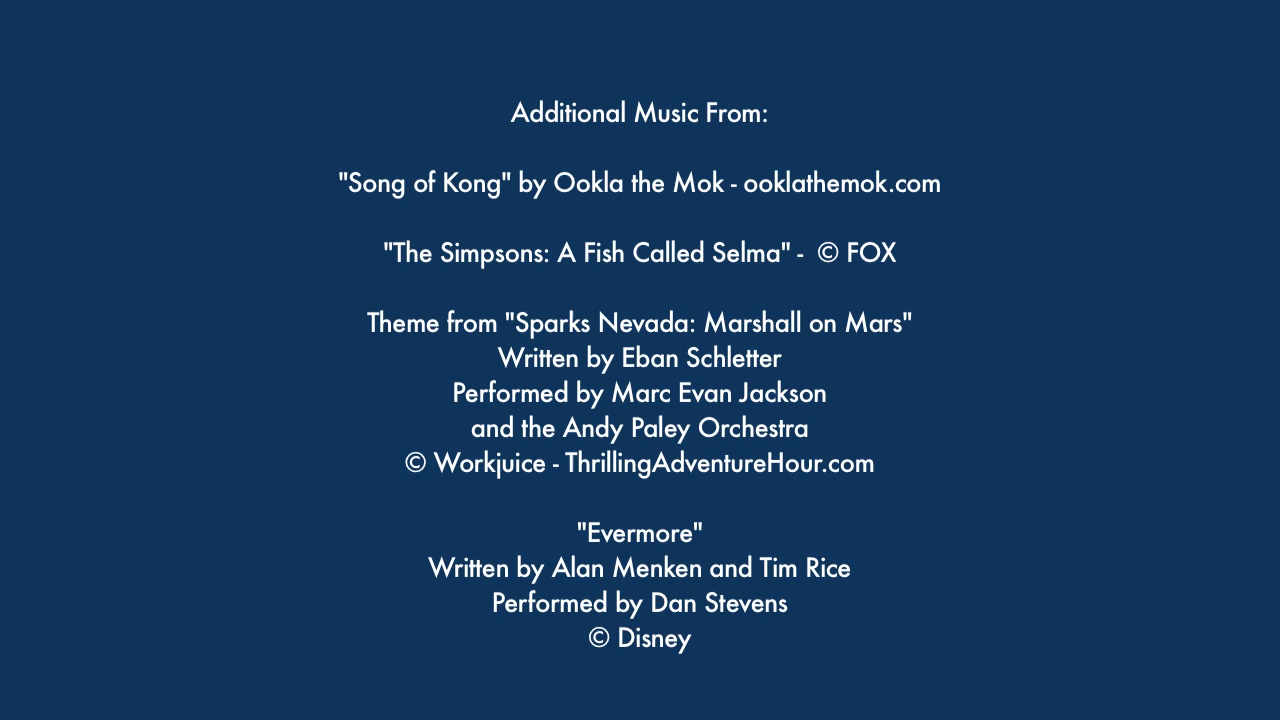 Additional Music From:
"Song of Kong" by Ookla the Mok - ooklathemok.com
"The Simpsons: A Fish Called Selma" -  © FOX
Theme from "Sparks Nevada: Marshall on Mars"
Written by Eban Schletter
Performed by Marc Evan Jackson
and the Andy Paley Orchestra
© Workjuice - ThrillingAdventureHour.com
"Evermore"
Written by Alan Menken and Tim Rice
Performed by Dan Stevens
© Disney